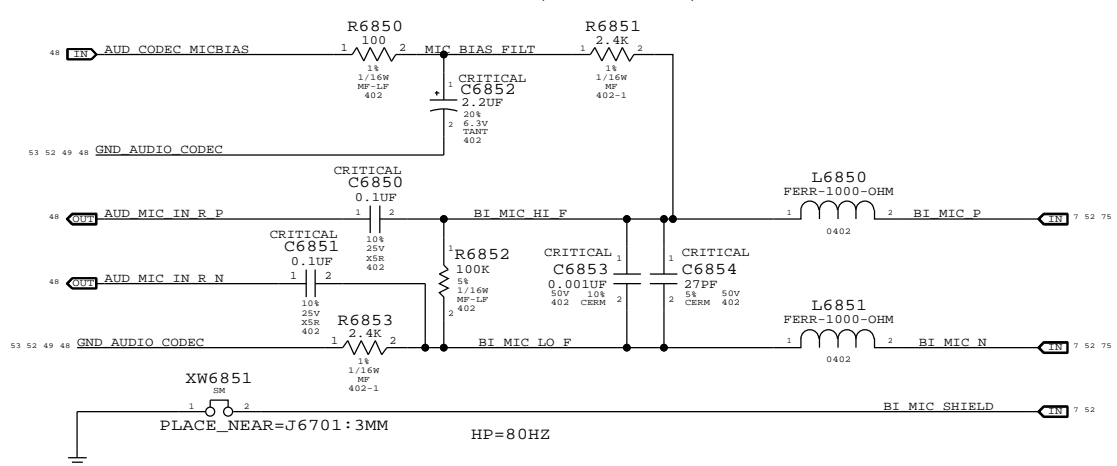 R6850
100
1 2
1%
1/16W
MF-LF
402
R6851
2.4K
1 2
1%
1/16W
MF
402-1
48 IN AUD_CODEC_MICBIAS
MIC_BIAS_FILT
CRITICAL
C6852
2.2UF
20%
6.3V
TANT
402
1
+
2
53 52 49 48 GND_AUDIO_CODEC
CRITICAL
C6850
0.1UF
1 2
10%
25V
X5R
402
48 OUT AUD_MIC_IN_R_P
BI_MIC_HI_F
L6850
FERR-1000-OHM
1 2
0402
BI_MIC_P
IN 7 52 75
CRITICAL
C6851
0.1UF
1 2
10%
25V
X5R
402
48 OUT AUD_MIC_IN_R_N
1
R6852
100K
5%
1/16W
MF-LF
402
2
CRITICAL
C6853
0.001UF
50V 10%
402 CERM
1
2
CRITICAL
C6854
27PF
5% 50V
CERM 402
1
2
R6853
2.4K
1 2
1%
1/16W
MF
402-1
53 52 49 48 GND_AUDIO_CODEC
BI_MIC_LO_F
L6851
FERR-1000-OHM
1 2
0402
BI_MIC_N
IN 7 52 75
XW6851
SM
1 2
PLACE_NEAR=J6701:3MM
HP=80HZ
BI_MIC_SHIELD
IN 7 52